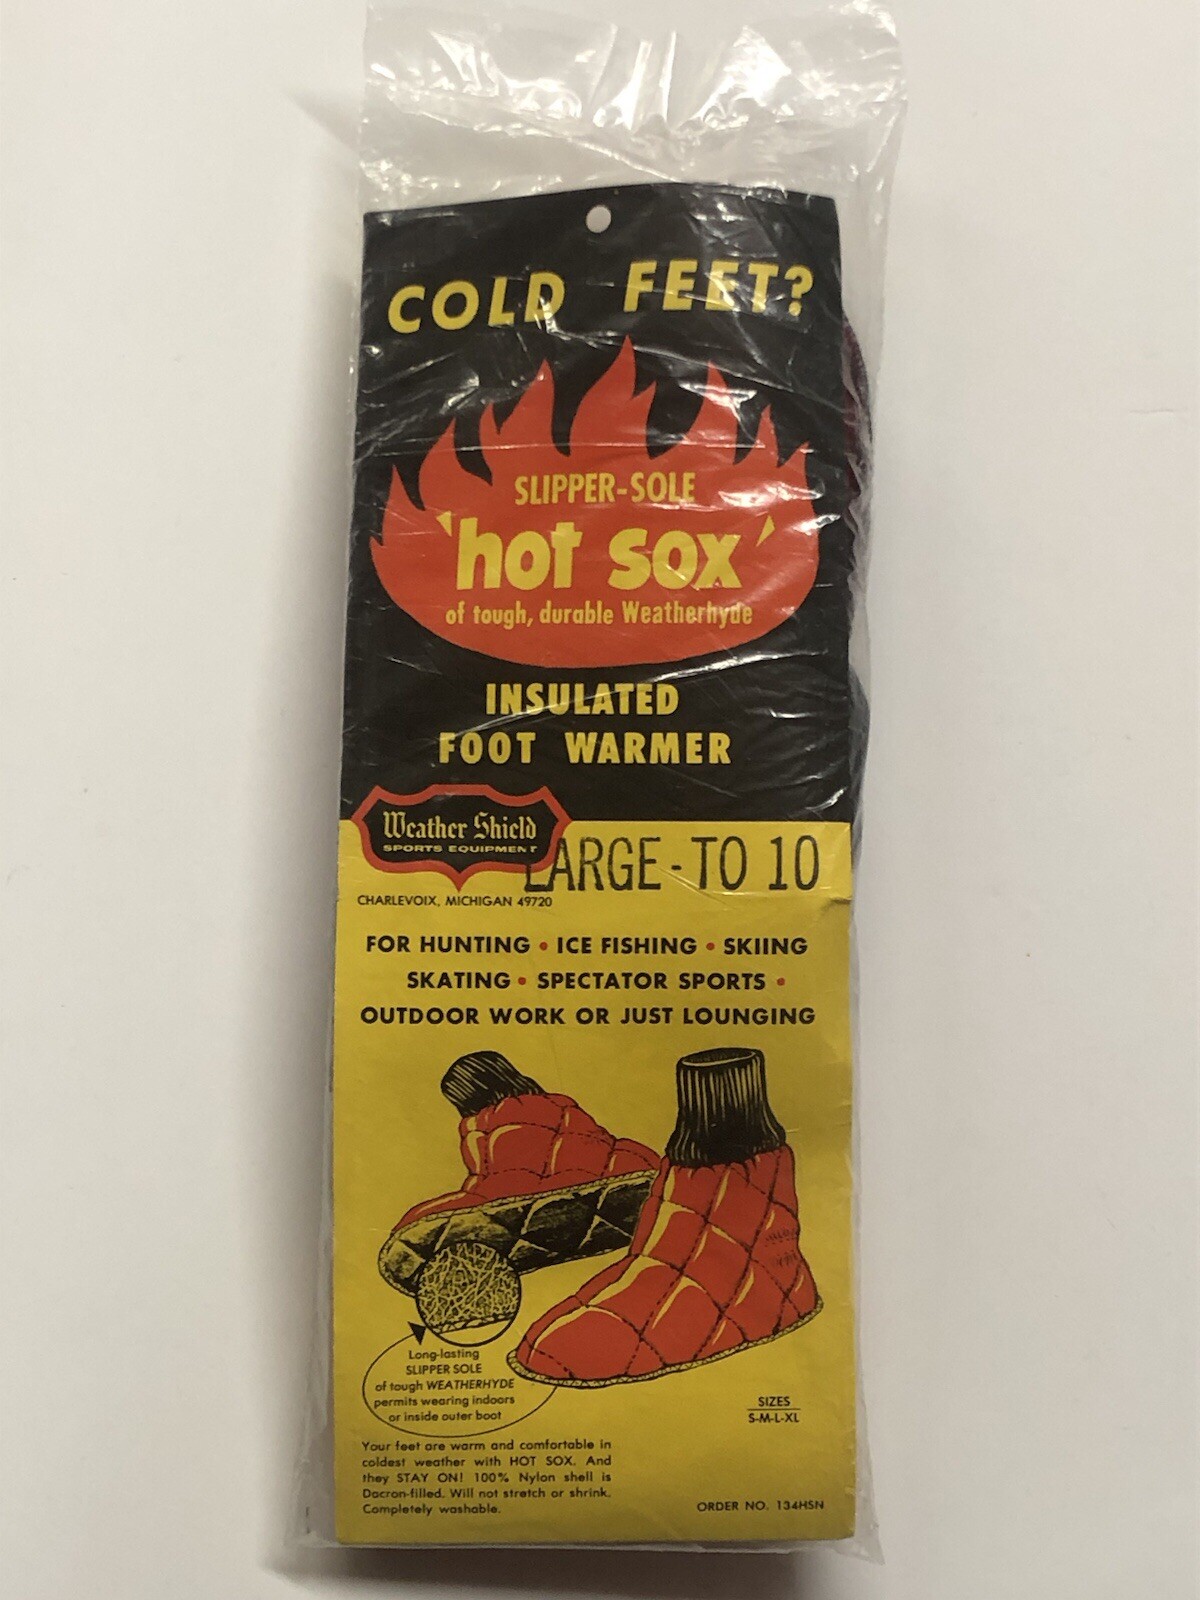 COLD FEET?
SLIPPER-SOLE
'hot sox'
of tough, durable Weatherhyde
INSULATED
FOOT WARMER
Weather Shield
SPORTS EQUIPMENT
LARGE - TO 10
CHARLEVOIX, MICHIGAN 49720
FOR HUNTING • ICE FISHING • SKIING
SKATING • SPECTATOR SPORTS •
OUTDOOR WORK OR JUST LOUNGING
Long-lasting
SLIPPER SOLE
of tough WEATHERHYDE
permits wearing indoors
or inside outer boot
SIZES
S-M-L-XL
Your feet are warm and comfortable in
coldest weather with HOT SOX. And
they STAY ON! 100% Nylon shell is
Dacron-filled. Will not stretch or shrink.
Completely washable.
ORDER NO. 134HSN